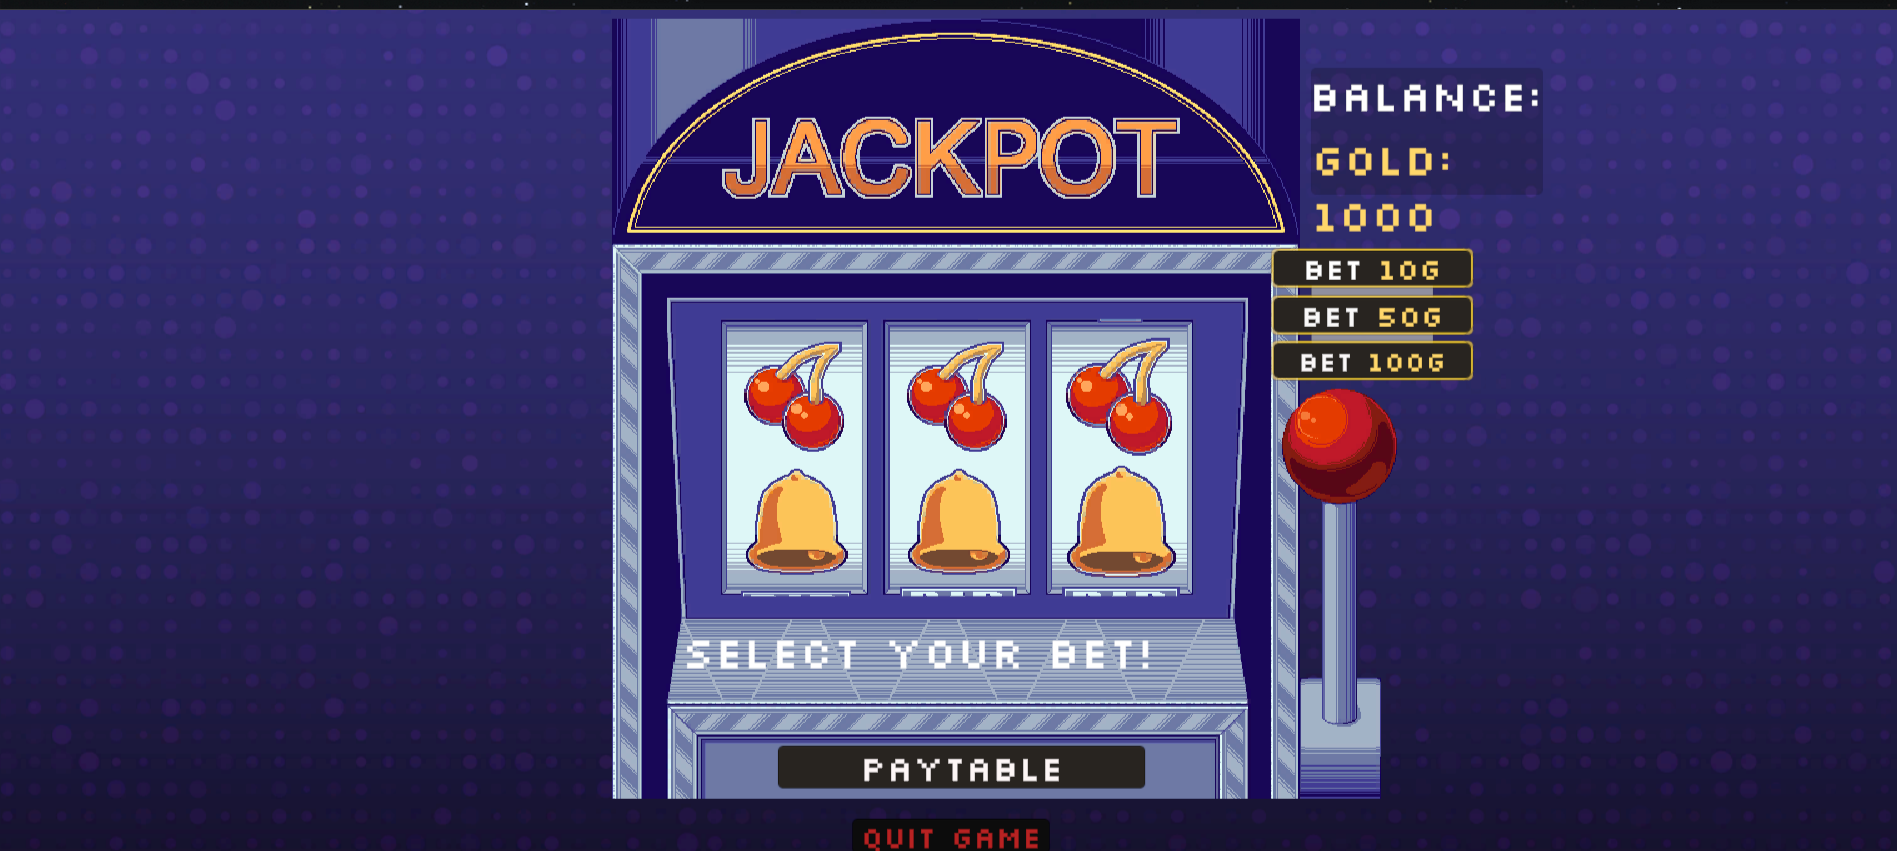 JACKPOT
BALANCE:
GOLD:
1000
BET 10G
BET 50G
BET 100G
SELECT YOUR BET!
PAYTABLE
QUIT GAME